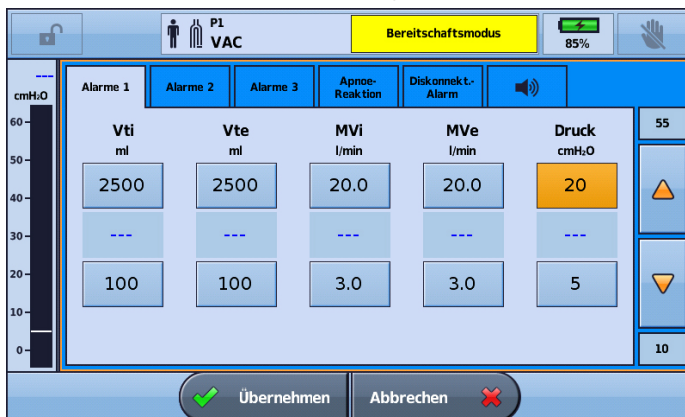 P1
VAC
Bereitschaftsmodus
85%
---
cmH₂O
Alarme 1
Alarme 2
Alarme 3
Apnoe-
Reaktion
Diskonnekt.-
Alarm
60
50
40
30
20
10
0
Vti
Vte
MVi
MVe
Druck
ml
ml
l/min
l/min
cmH₂O
2500
2500
20.0
20.0
20
---
---
---
---
---
100
100
3.0
3.0
5
55
10
Übernehmen
Abbrechen